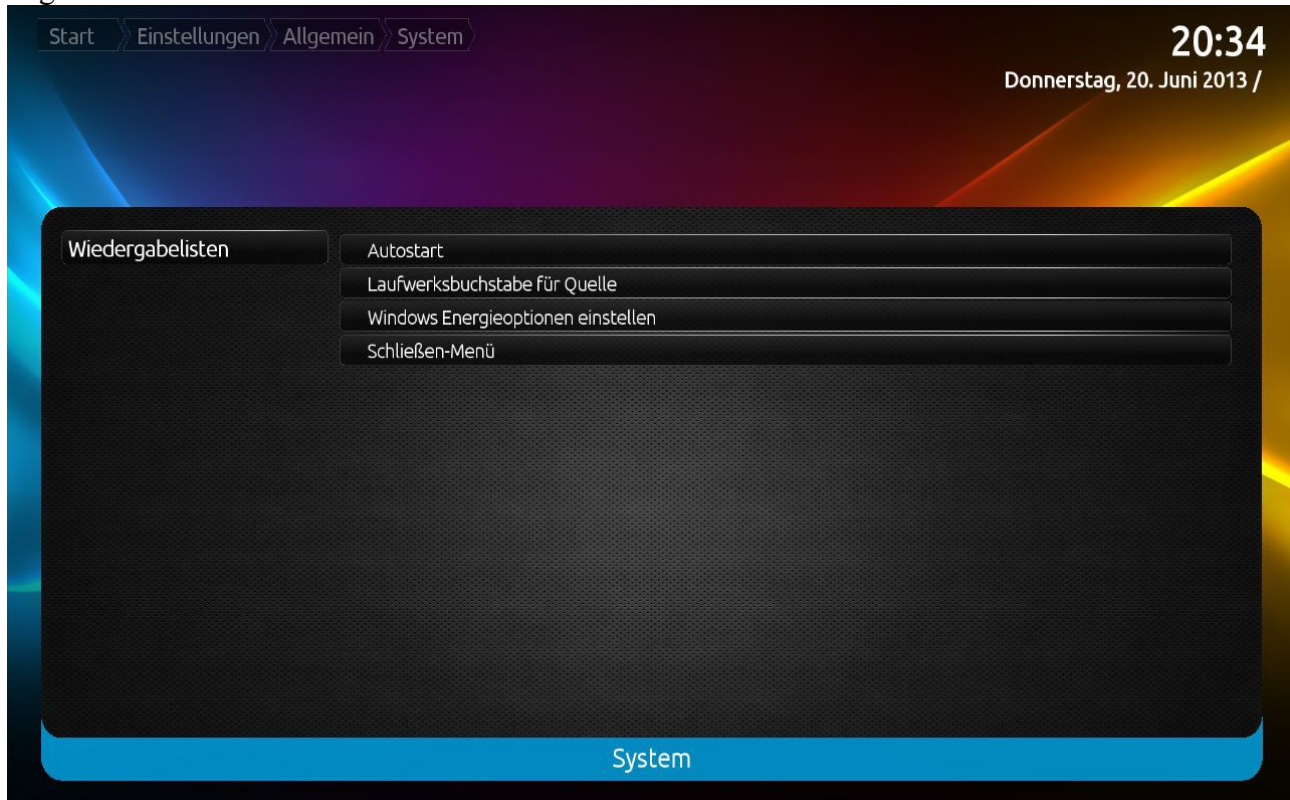 Start Einstellungen Allgemein System
20:34
Donnerstag, 20. Juni 2013 /
Wiedergabelisten
Autostart
Laufwerksbuchstabe für Quelle
Windows Energieoptionen einstellen
Schließen-Menü
System